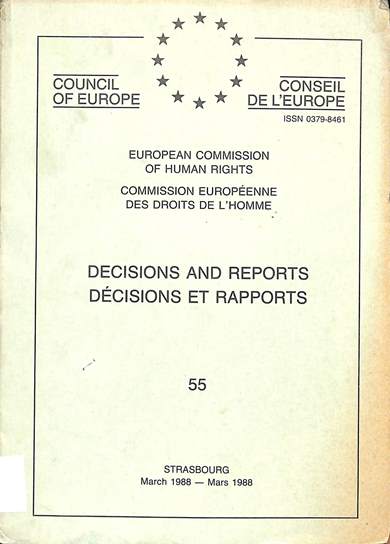 COUNCIL
OF EUROPE
CONSEIL
DE L'EUROPE
ISSN 0379-8461
EUROPEAN COMMISSION
OF HUMAN RIGHTS
COMMISSION EUROPÉENNE
DES DROITS DE L'HOMME
DECISIONS AND REPORTS
DÉCISIONS ET RAPPORTS
55
STRASBOURG
March 1988 — Mars 1988